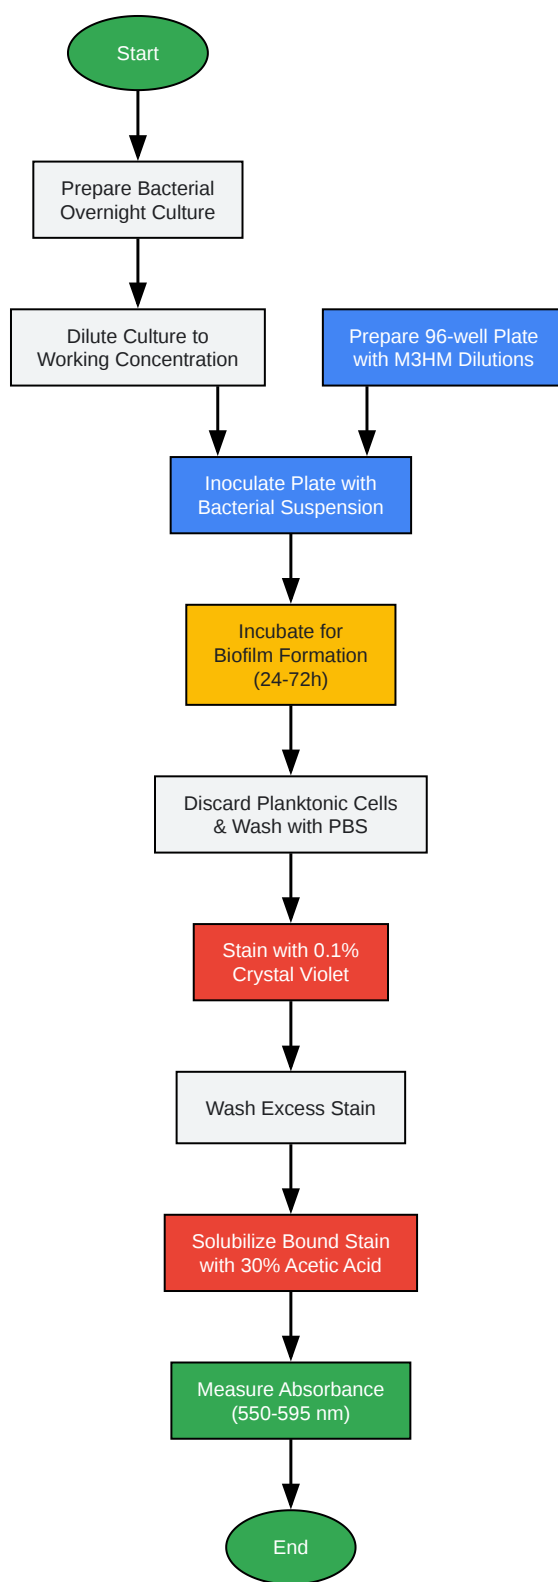 Start
Prepare Bacterial
Overnight Culture
Dilute Culture to
Working Concentration
Prepare 96-well Plate
with M3HM Dilutions
Inoculate Plate with
Bacterial Suspension
Incubate for
Biofilm Formation
(24-72h)
Discard Planktonic Cells
& Wash with PBS
Stain with 0.1%
Crystal Violet
Wash Excess Stain
Solubilize Bound Stain
with 30% Acetic Acid
Measure Absorbance
(550-595 nm)
End